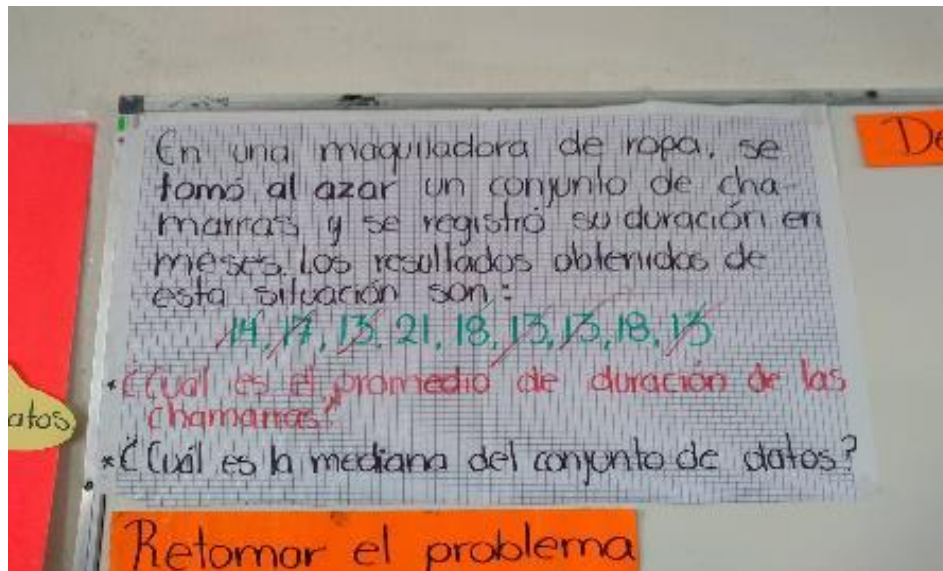 En una maquiladora de ropa, se
tomó al azar un conjunto de cha-
marras y se registró su duración en
meses. Los resultados obtenidos de
esta situación son:
14, 17, 13, 21, 18, 13, 13, 18, 13
*¿Cuál es el promedio de duración de las
chamarras?
*¿Cuál es la mediana del conjunto de datos?
Retomar el problema
atos
De